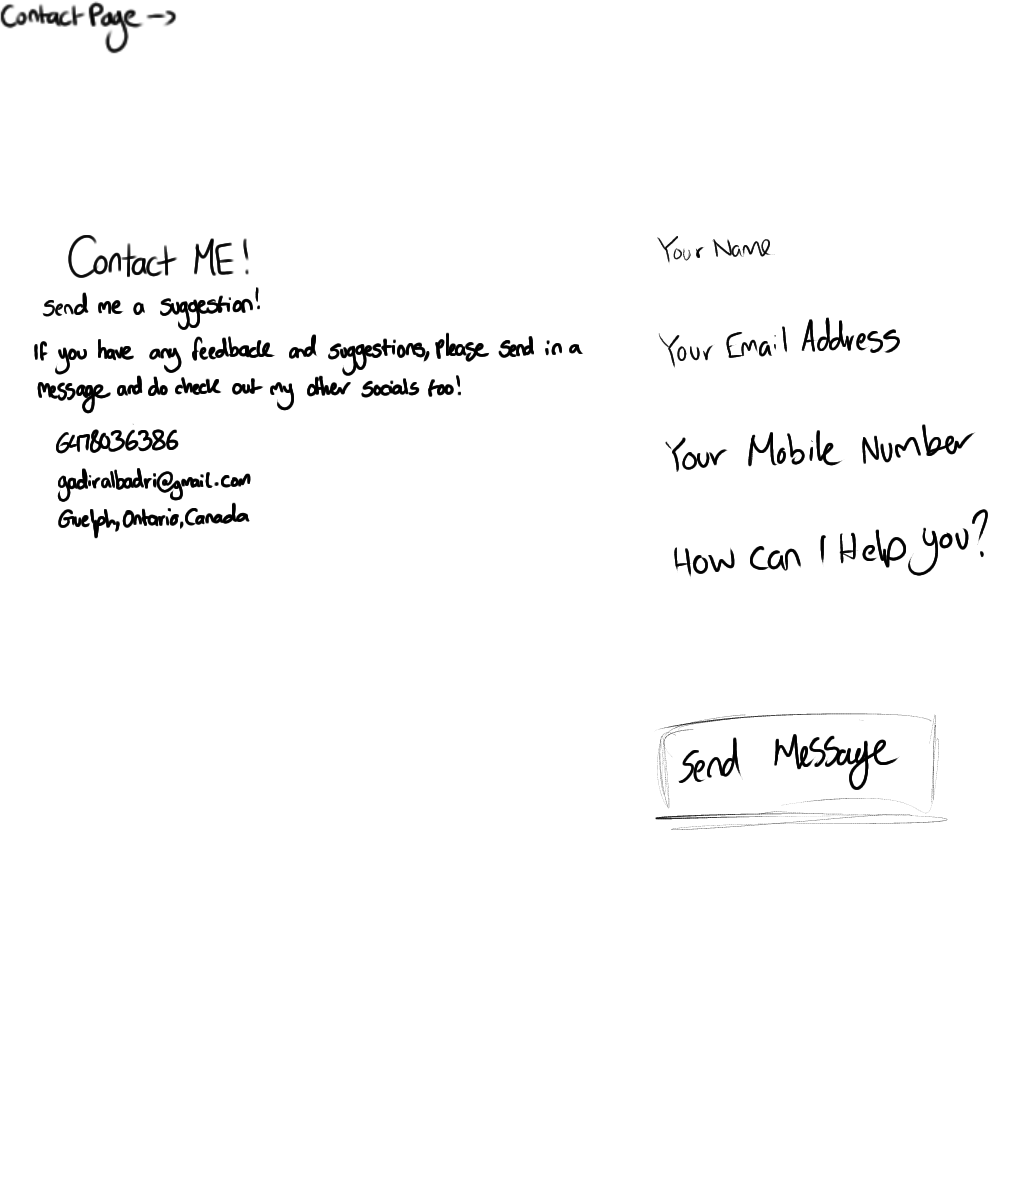 Contact Page →
Contact ME!
Send me a suggestion!
If you have any feedback and suggestions, Please send in a
message and do check out my other socials too!
6478036386
gadiralbadri@gmail.com
Guelph, Ontario, Canada
Your Name
Your Email Address
Your Mobile Number
How can I Help you?
Send Message